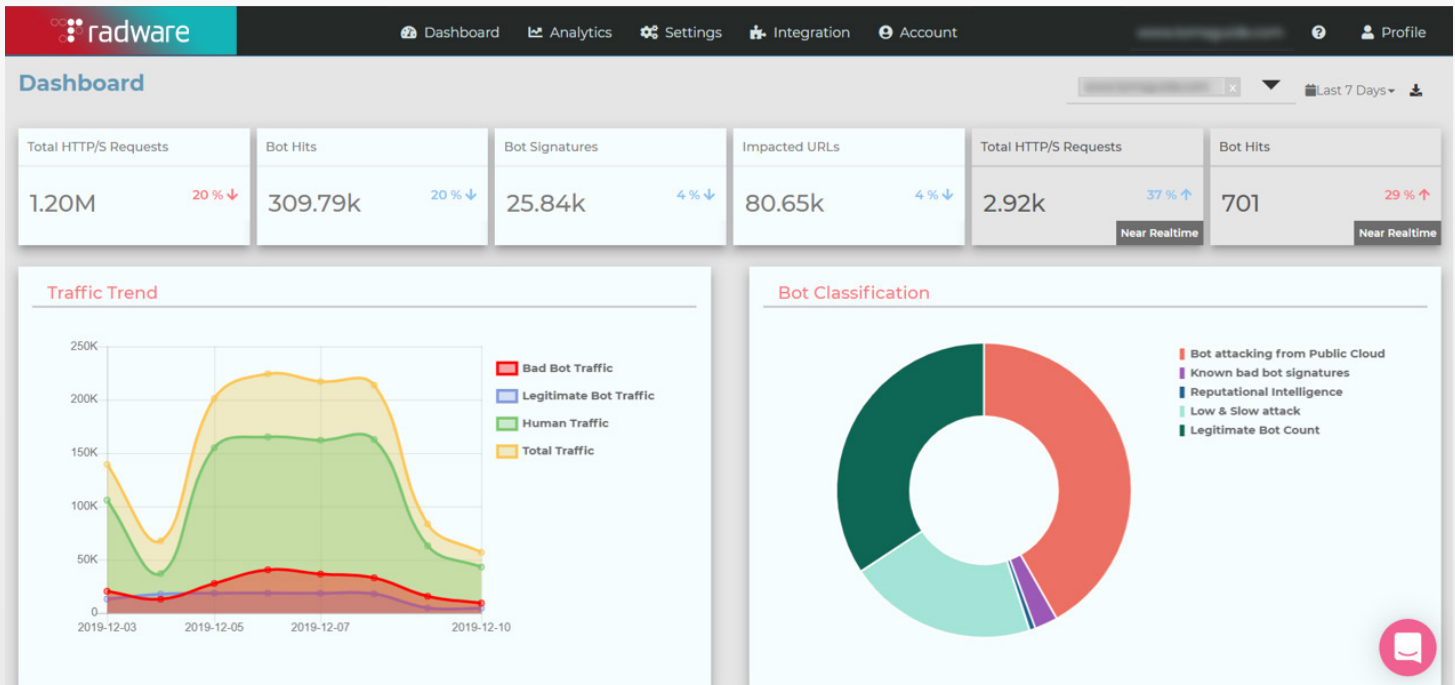 radware
Dashboard Analytics Settings Integration Account Profile
Dashboard
x Last 7 Days
Total HTTP/S Requests
1.20M 20 %
Bot Hits
309.79k 20 %
Bot Signatures
25.84k 4 %
Impacted URLs
80.65k 4 %
Total HTTP/S Requests
2.92k 37 %
Near Realtime
Bot Hits
701 29 %
Near Realtime
Traffic Trend
250K
200K
150K
100K
50K
0
2019-12-03 2019-12-05 2019-12-07 2019-12-10
Bad Bot Traffic
Legitimate Bot Traffic
Human Traffic
Total Traffic
Bot Classification
Bot attacking from Public Cloud
Known bad bot signatures
Reputational Intelligence
Low & Slow attack
Legitimate Bot Count